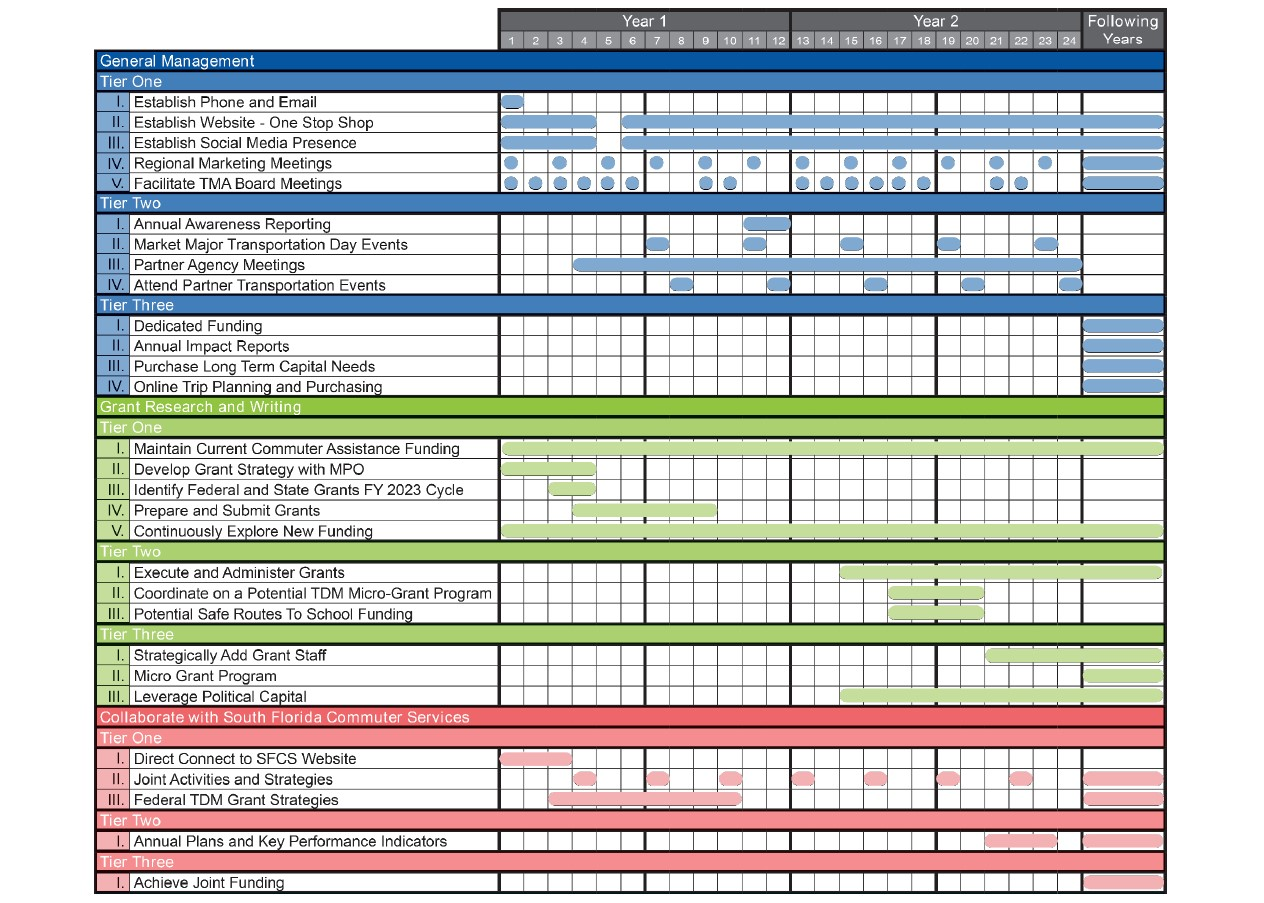 Year 1 Year 2 Following Years
1 2 3 4 5 6 7 8 9 10 11 12 13 14 15 16 17 18 19 20 21 22 23 24
General Management
Tier One
I. Establish Phone and Email
II. Establish Website - One Stop Shop
III. Establish Social Media Presence
IV. Regional Marketing Meetings
V. Facilitate TMA Board Meetings
Tier Two
I. Annual Awareness Reporting
II. Market Major Transportation Day Events
III. Partner Agency Meetings
IV. Attend Partner Transportation Events
Tier Three
I. Dedicated Funding
II. Annual Impact Reports
III. Purchase Long Term Capital Needs
IV. Online Trip Planning and Purchasing
Grant Research and Writing
Tier One
I. Maintain Current Commuter Assistance Funding
II. Develop Grant Strategy with MPO
III. Identify Federal and State Grants FY 2023 Cycle
IV. Prepare and Submit Grants
V. Continuously Explore New Funding
Tier Two
I. Execute and Administer Grants
II. Coordinate on a Potential TDM Micro-Grant Program
III. Potential Safe Routes To School Funding
Tier Three
I. Strategically Add Grant Staff
II. Micro Grant Program
III. Leverage Political Capital
Collaborate with South Florida Commuter Services
Tier One
I. Direct Connect to SFCS Website
II. Joint Activities and Strategies
III. Federal TDM Grant Strategies
Tier Two
I. Annual Plans and Key Performance Indicators
Tier Three
I. Achieve Joint Funding